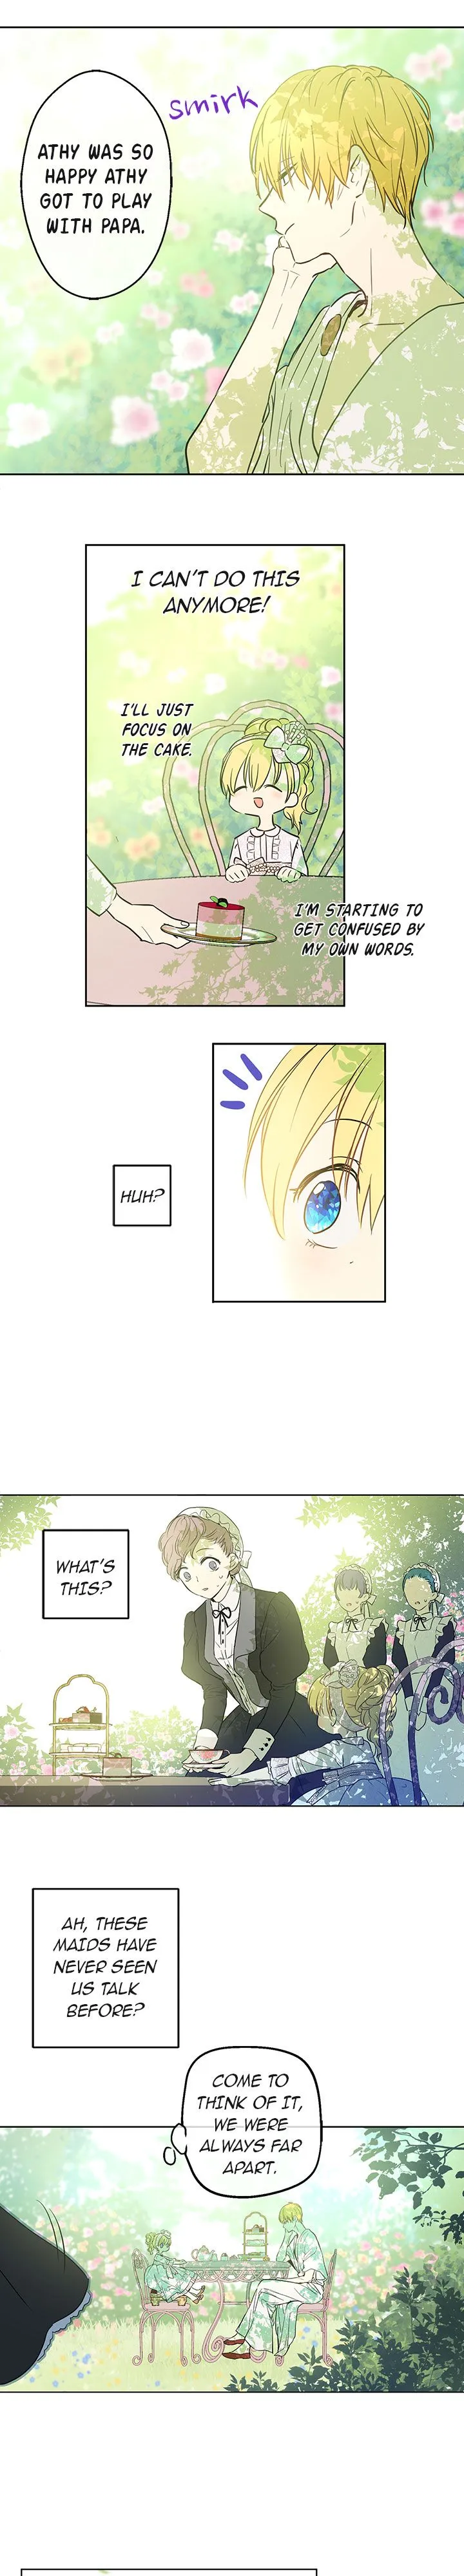 smirk
ATHY WAS SO
HAPPY ATHY
GOT TO PLAY
WITH PAPA.
I CAN'T DO THIS
ANYMORE!
I'LL JUST
FOCUS ON
THE CAKE.
I'M STARTING TO
GET CONFUSED BY
MY OWN WORDS.
HUH?
WHAT'S
THIS?
AH, THESE
MAIDS HAVE
NEVER SEEN
US TALK
BEFORE?
COME TO
THINK OF IT,
WE WERE
ALWAYS FAR
APART.